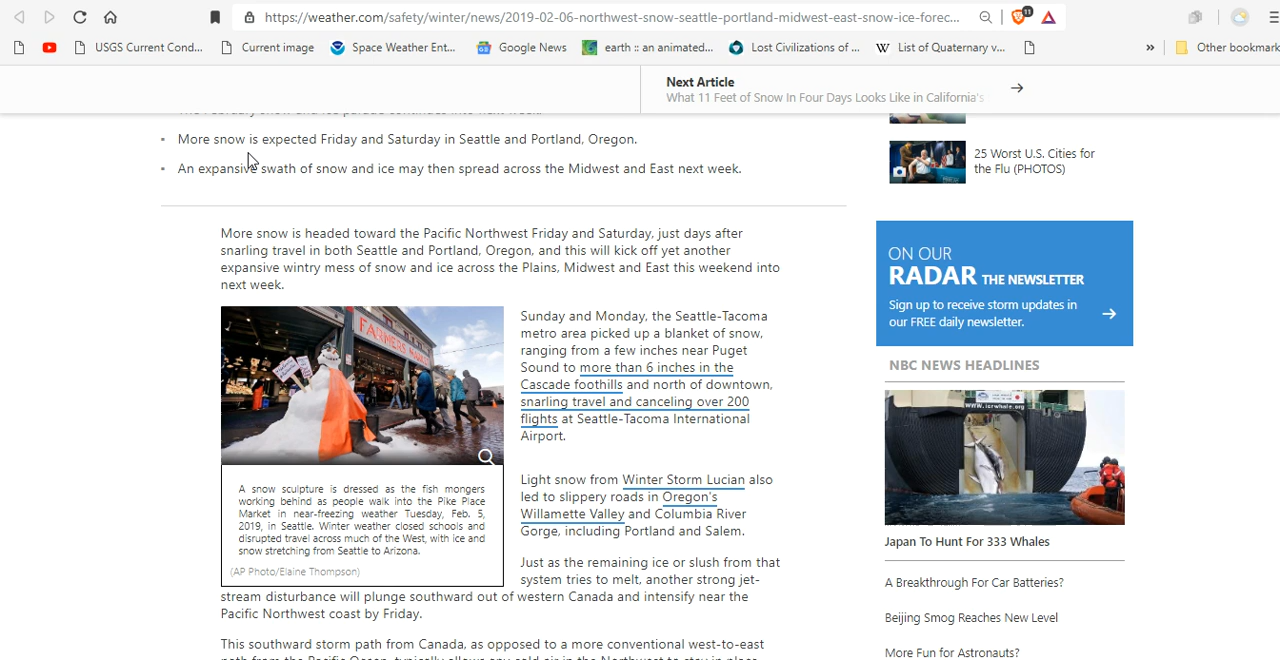 https://weather.com/safety/winter/news/2019-02-06-northwest-snow-seattle-portland-midwest-east-snow-ice-forec...
11
USGS Current Cond...
Current image
Space Weather Ent...
Google News
earth :: an animated...
Lost Civilizations of ...
W
List of Quaternary v...
»
Other bookmark
Next Article
What 11 Feet of Snow In Four Days Looks Like in California's
More snow is expected Friday and Saturday in Seattle and Portland, Oregon.
An expansive swath of snow and ice may then spread across the Midwest and East next week.
More snow is headed toward the Pacific Northwest Friday and Saturday, just days after
snarling travel in both Seattle and Portland, Oregon, and this will kick off yet another
expansive wintry mess of snow and ice across the Plains, Midwest and East this weekend into
next week.
FARMERS MARKET
A snow sculpture is dressed as the fish mongers
working behind as people walk into the Pike Place
Market in near-freezing weather Tuesday, Feb. 5,
2019, in Seattle. Winter weather closed schools and
disrupted travel across much of the West, with ice and
snow stretching from Seattle to Arizona.
(AP Photo/Elaine Thompson)
Sunday and Monday, the Seattle-Tacoma
metro area picked up a blanket of snow,
ranging from a few inches near Puget
Sound to more than 6 inches in the
Cascade foothills and north of downtown,
snarling travel and canceling over 200
flights at Seattle-Tacoma International
Airport.
Light snow from Winter Storm Lucian also
led to slippery roads in Oregon's
Willamette Valley and Columbia River
Gorge, including Portland and Salem.
Just as the remaining ice or slush from that
system tries to melt, another strong jet-
stream disturbance will plunge southward out of western Canada and intensify near the
Pacific Northwest coast by Friday.
This southward storm path from Canada, as opposed to a more conventional west-to-east
25 Worst U.S. Cities for
the Flu (PHOTOS)
ON OUR
RADAR THE NEWSLETTER
Sign up to receive storm updates in
our FREE daily newsletter.
NBC NEWS HEADLINES
www.icrwhale.org
Japan To Hunt For 333 Whales
A Breakthrough For Car Batteries?
Beijing Smog Reaches New Level
More Fun for Astronauts?